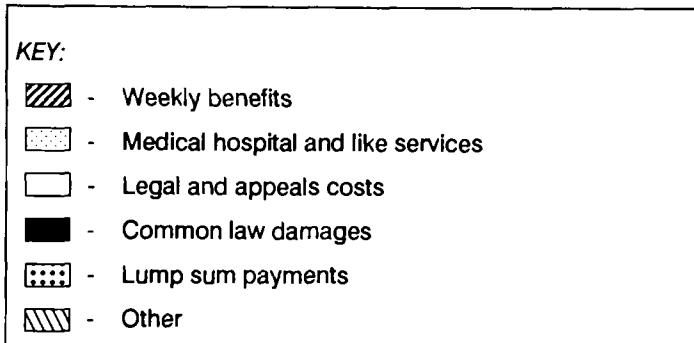 KEY:
- Weekly benefits
- Medical hospital and like services
- Legal and appeals costs
- Common law damages
- Lump sum payments
- Other